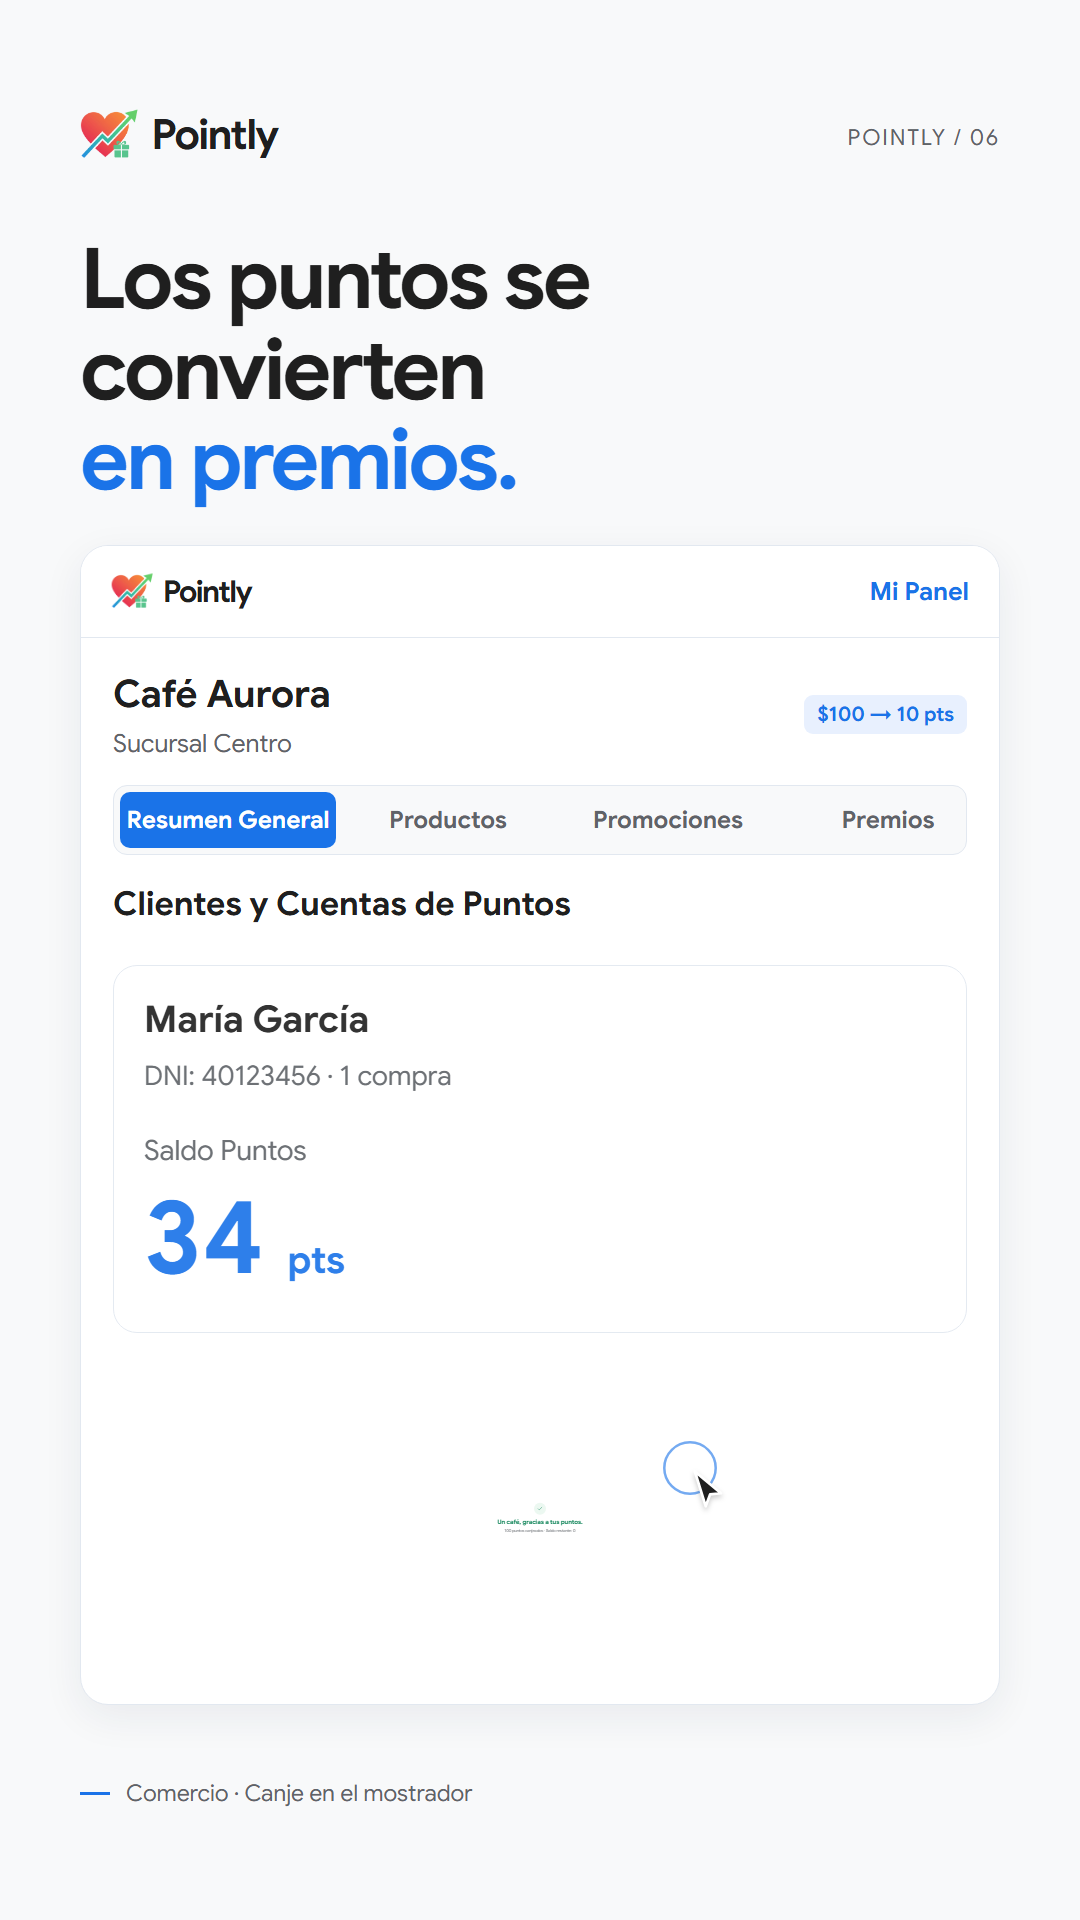 Pointly
POINTLY / 06
Los puntos se
convierten
en premios.
Pointly
Mi Panel
Café Aurora
$100 → 10 pts
Sucursal Centro
Resumen General
Productos
Promociones
Premios
Clientes y Cuentas de Puntos
María García
DNI: 40123456 · 1 compra
Saldo Puntos
34 pts
Un café, gracias a tus puntos.
Comercio · Canje en el mostrador